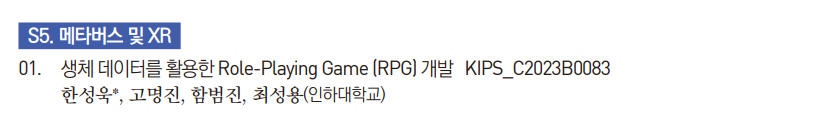 S5. 메타버스 및 XR
01. 생체 데이터를 활용한 Role-Playing Game (RPG) 개발 KIPS_C2023B0083
한성욱*, 고명진, 함범진, 최성용(인하대학교)